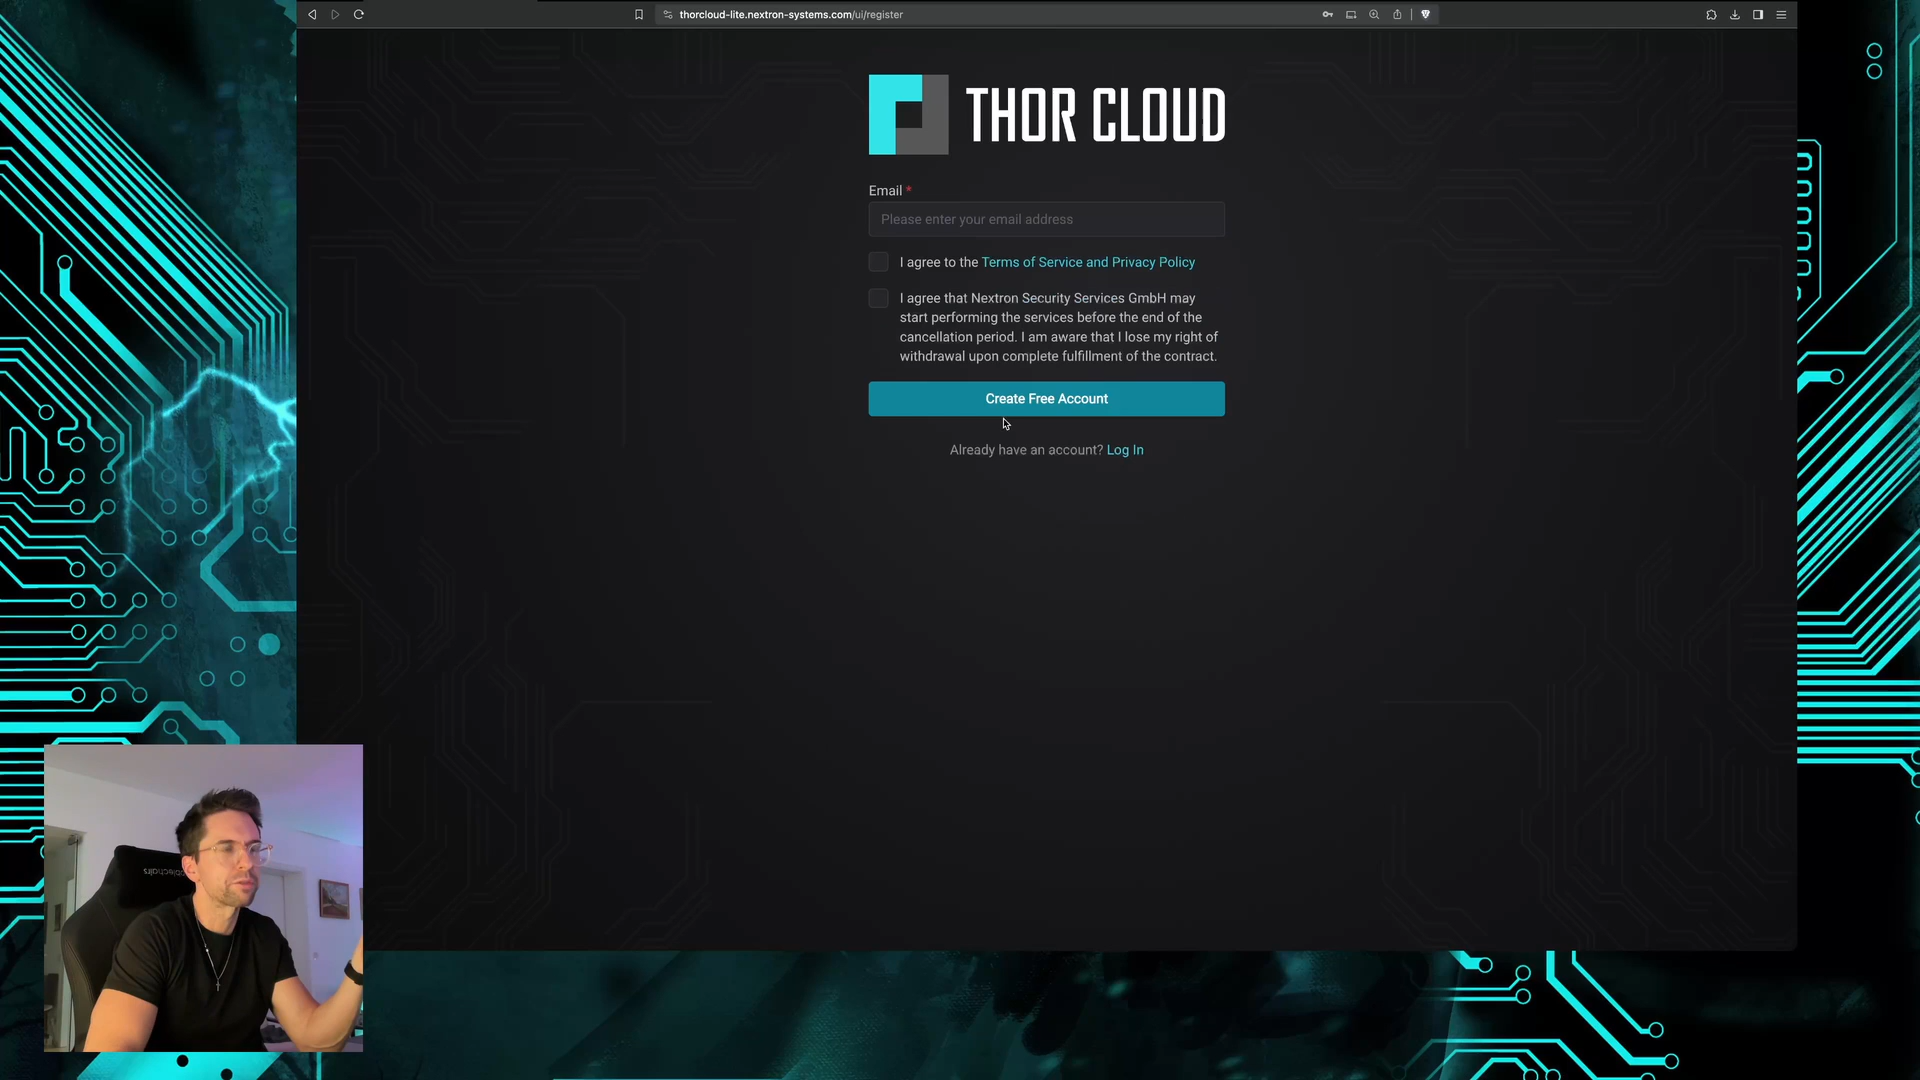 thorcloud-lite.nextron-systems.com/ui/register
THOR CLOUD
Email *
Please enter your email address
I agree to the Terms of Service and Privacy Policy
I agree that Nextron Security Services GmbH may
start performing the services before the end of the
cancellation period. I am aware that I lose my right of
withdrawal upon complete fulfillment of the contract.
Create Free Account
Already have an account? Log In